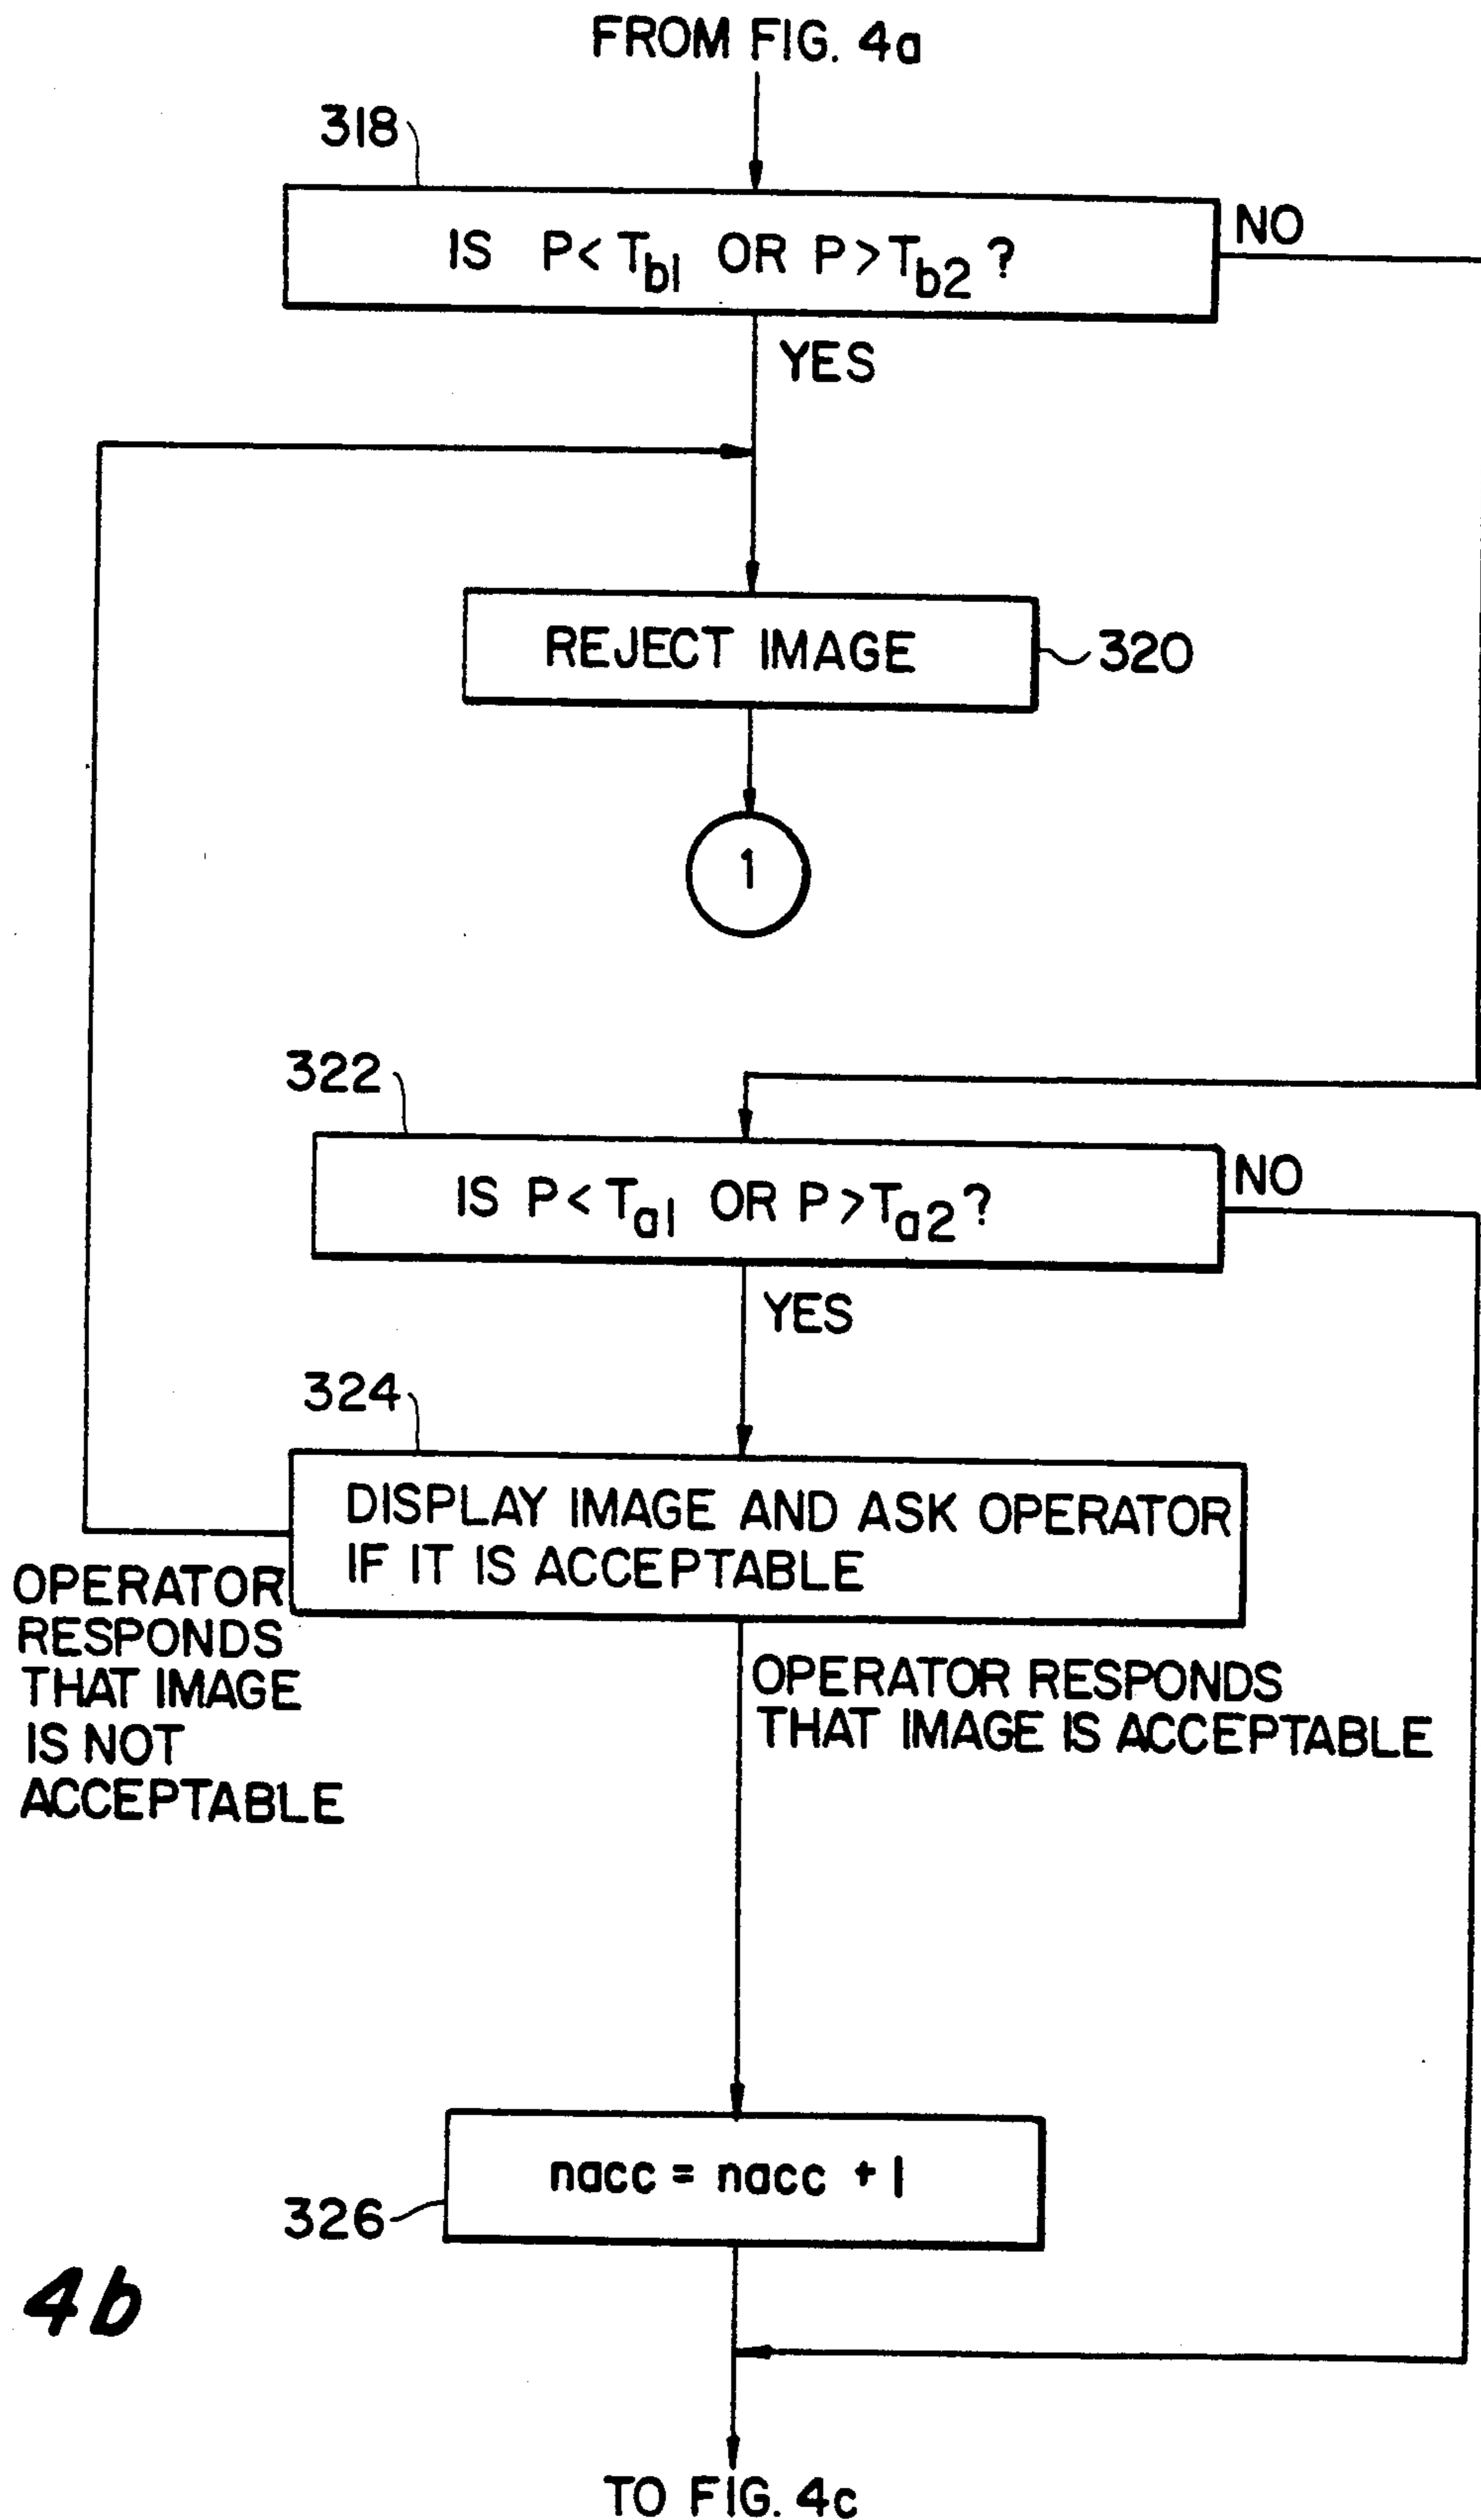 FROM FIG. 4a
318
IS P < Tb1 OR P > Tb2 ?
NO
YES
REJECT IMAGE
320
1
322
IS P < Ta1 OR P > Ta2 ?
NO
YES
324
DISPLAY IMAGE AND ASK OPERATOR
IF IT IS ACCEPTABLE
OPERATOR
RESPONDS
THAT IMAGE
IS NOT
ACCEPTABLE
OPERATOR RESPONDS
THAT IMAGE IS ACCEPTABLE
nacc = nacc + 1
326
4b
TO FIG. 4c